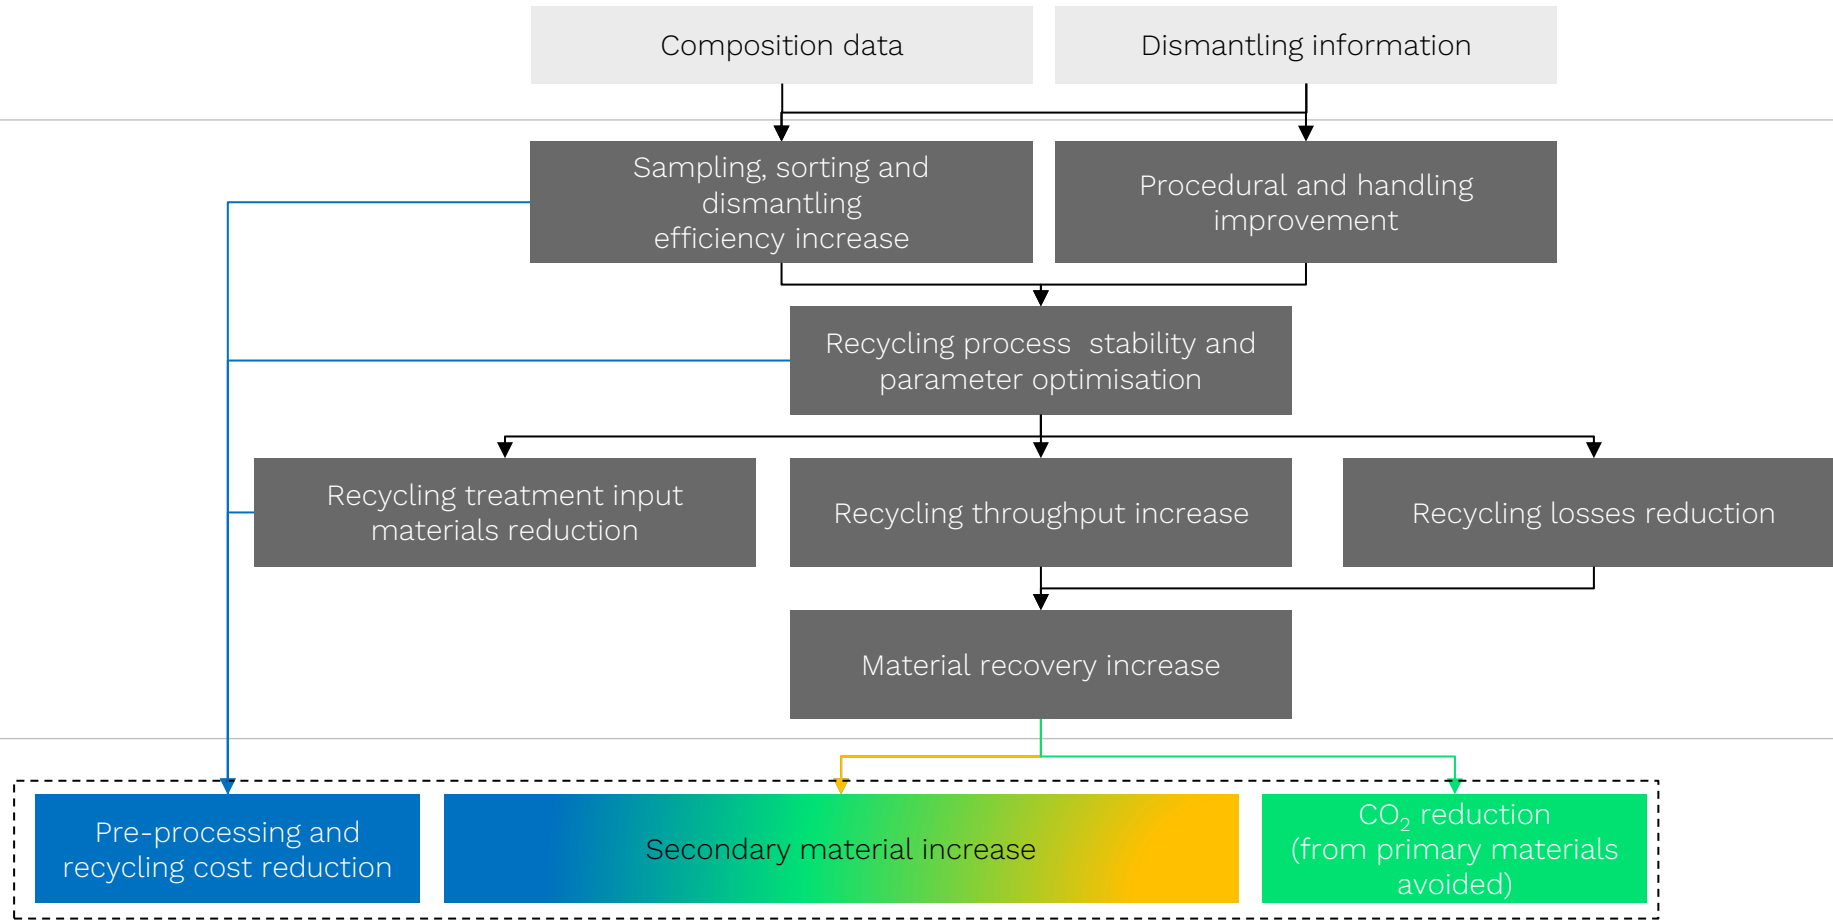 Composition data
Dismantling information
Sampling, sorting and
dismantling
efficiency increase
Procedural and handling
improvement
Recycling process  stability and
parameter optimisation
Recycling treatment input
materials reduction
Recycling throughput increase
Recycling losses reduction
Material recovery increase
Pre-processing and
recycling cost reduction
Secondary material increase
CO₂ reduction
(from primary materials
avoided)